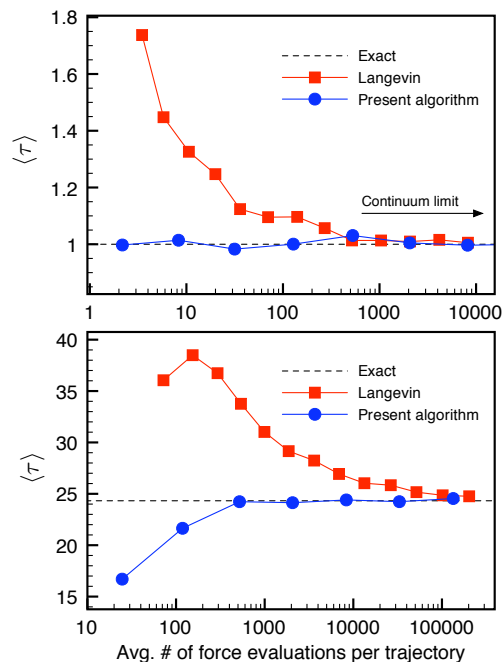 1.8
1.6
1.4
1.2
1
⟨τ⟩
Exact
Langevin
Present algorithm
Continuum limit
1 10 100 1000 10000
40
35
30
25
20
15
⟨τ⟩
Exact
Langevin
Present algorithm
10 100 1000 10000 100000
Avg. # of force evaluations per trajectory